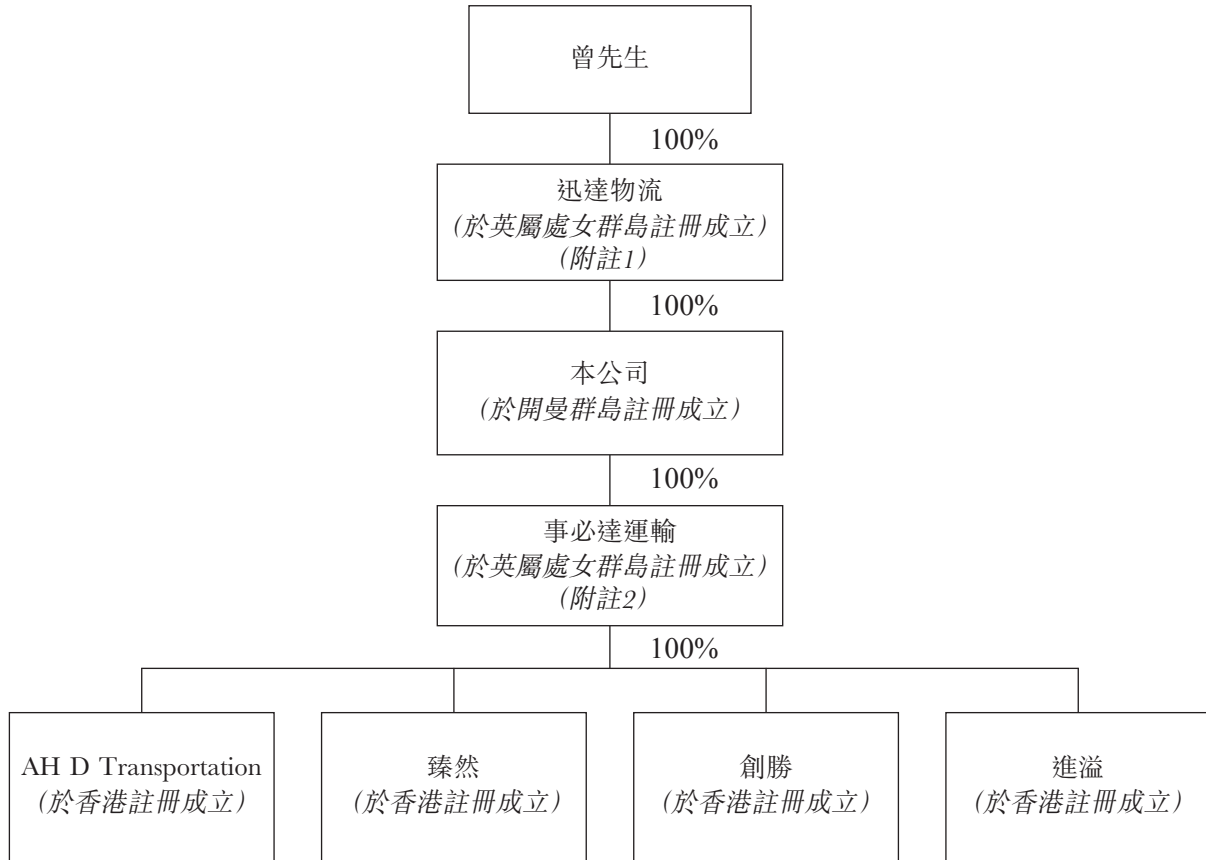 曾先生
100%
迅達物流
(於英屬處女群島註冊成立)
(附註1)
100%
本公司
(於開曼群島註冊成立)
100%
事必達運輸
(於英屬處女群島註冊成立)
(附註2)
100%
AH D Transportation
(於香港註冊成立)
臻然
(於香港註冊成立)
創勝
(於香港註冊成立)
進溢
(於香港註冊成立)